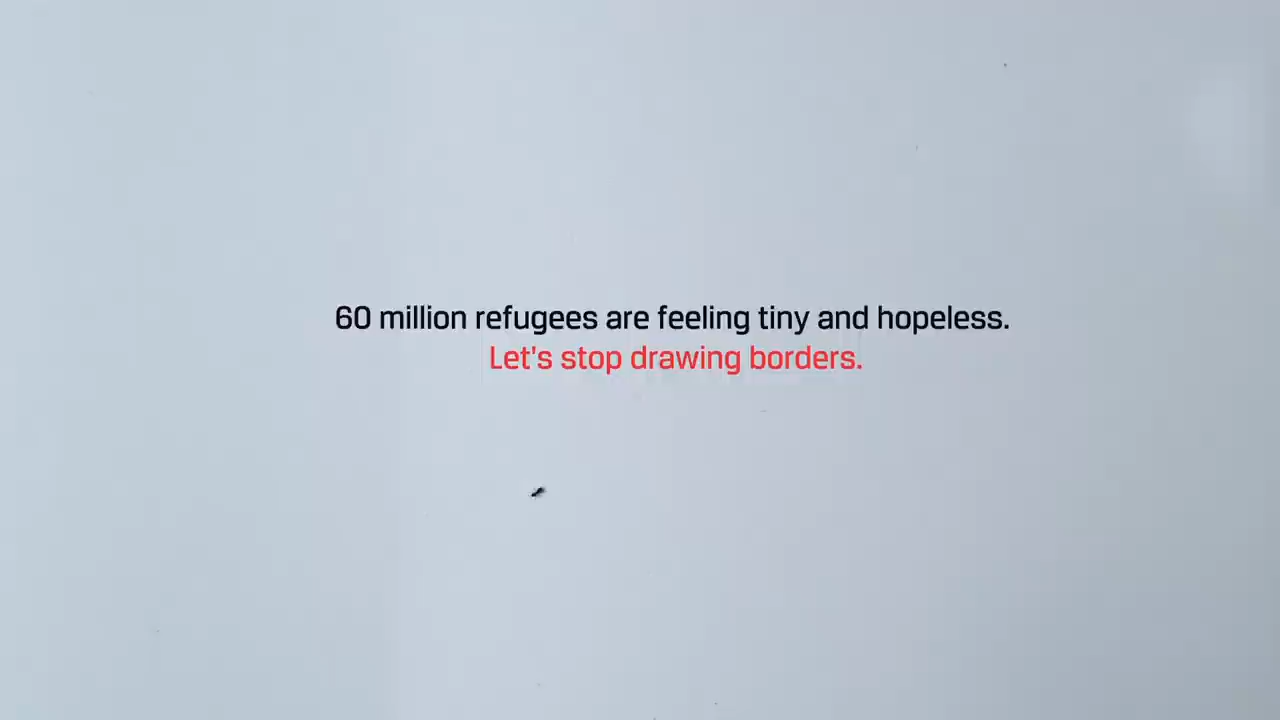 60 million refugees are feeling tiny and hopeless.
Let's stop drawing borders.